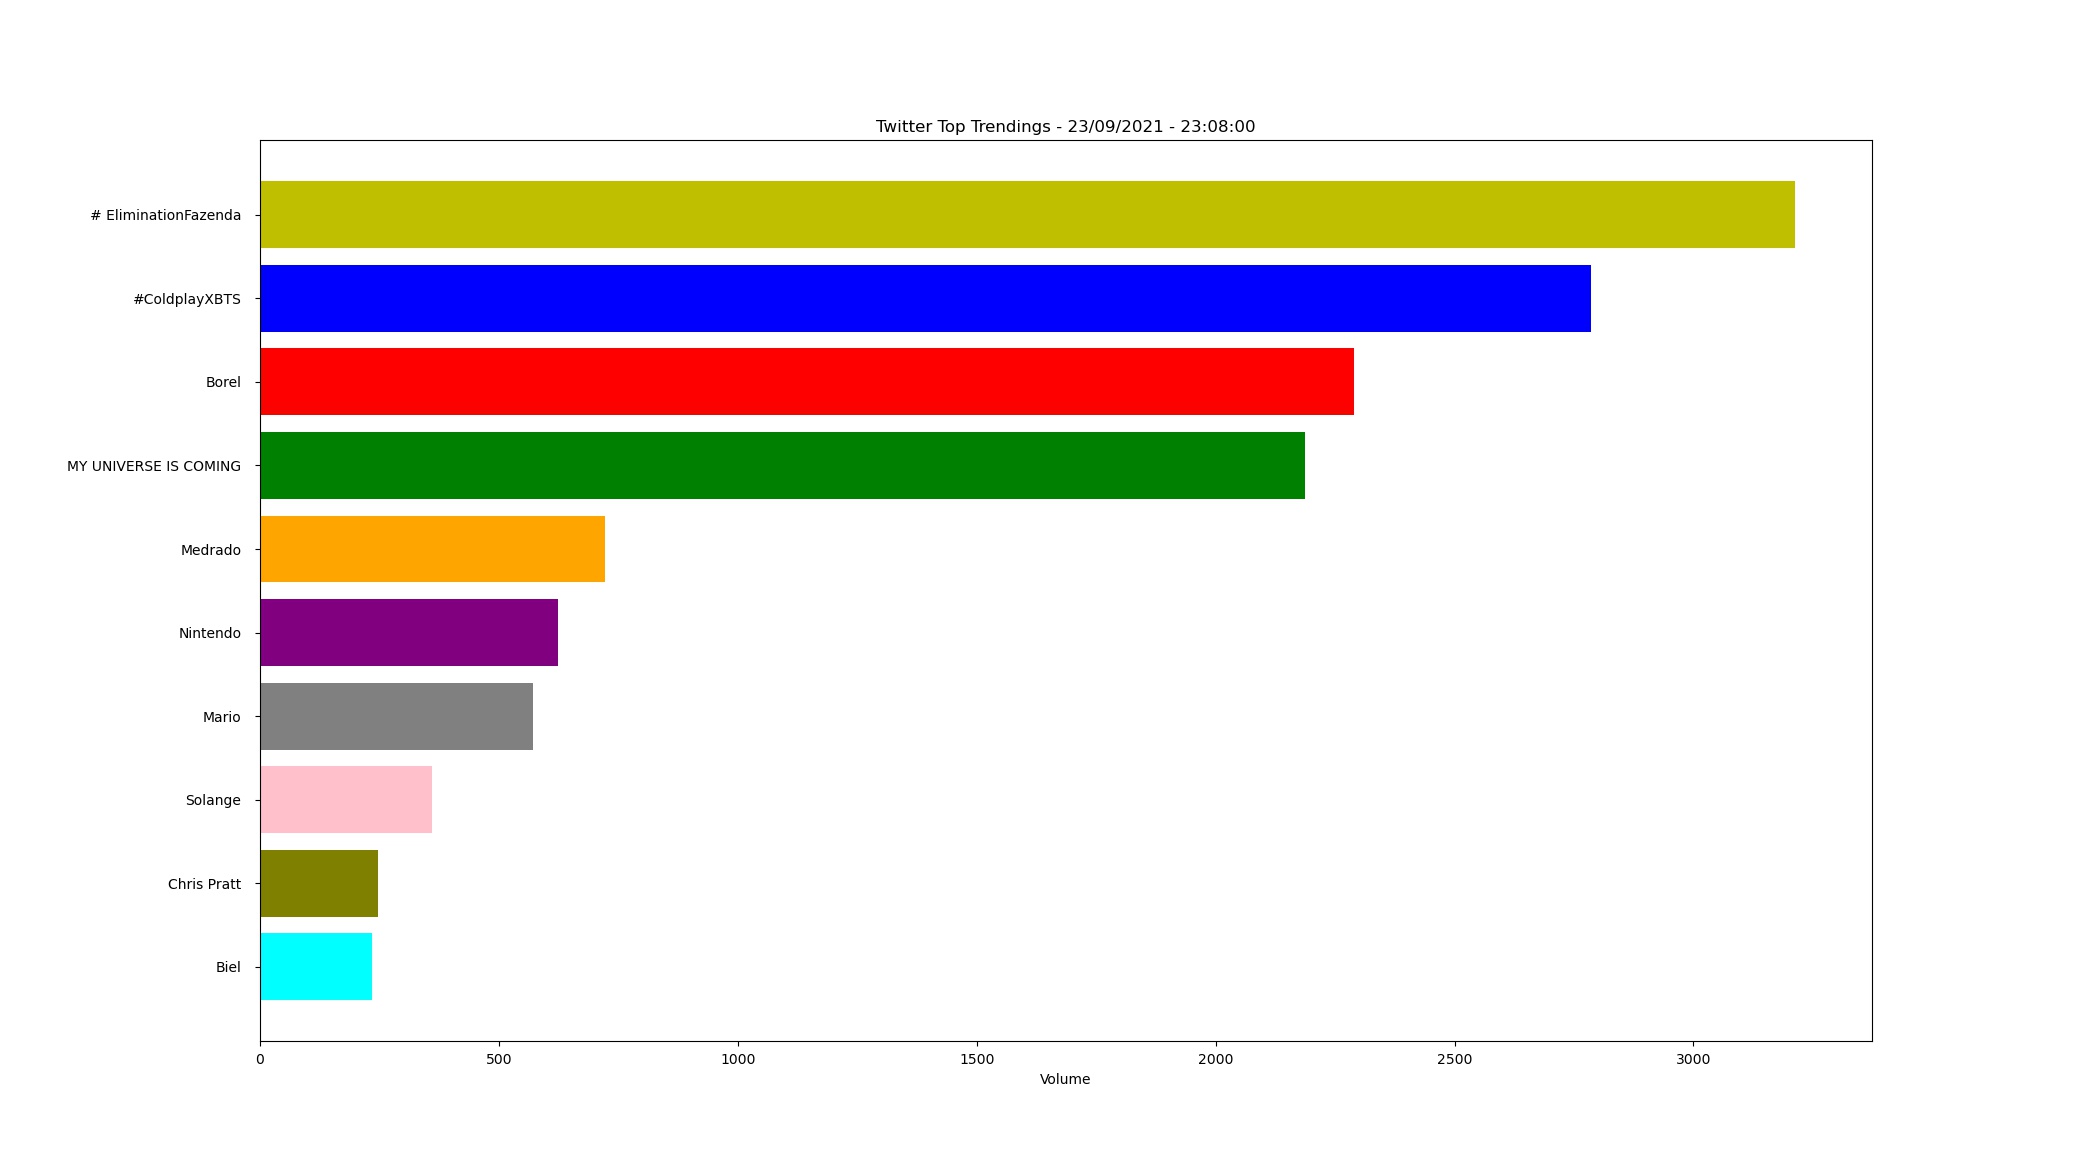 Twitter Top Trendings - 23/09/2021 - 23:08:00
# EliminationFazenda
#ColdplayXBTS
Borel
MY UNIVERSE IS COMING
Medrado
Nintendo
Mario
Solange
Chris Pratt
Biel
0 500 1000 1500 2000 2500 3000
Volume